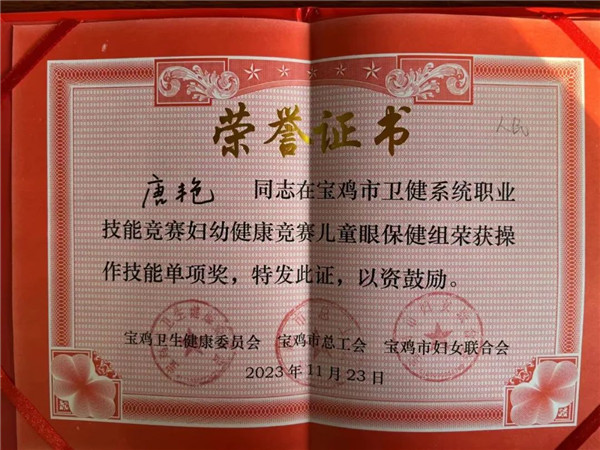 荣誉证书
人民
唐艳 同志在宝鸡市卫健系统职业
技能竞赛妇幼健康竞赛儿童眼保健组荣获操
作技能单项奖，特发此证，以资鼓励。
宝鸡卫生健康委员会 宝鸡市总工会 宝鸡市妇女联合会
2023年11月23日